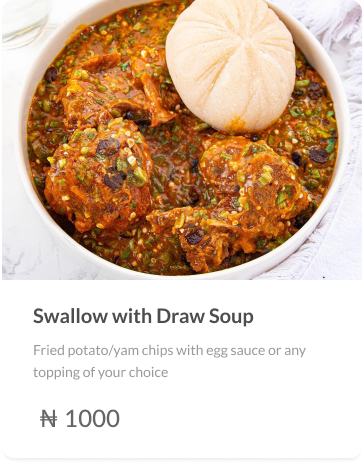 Swallow with Draw Soup
Fried potato/yam chips with egg sauce or any
topping of your choice
₦ 1000